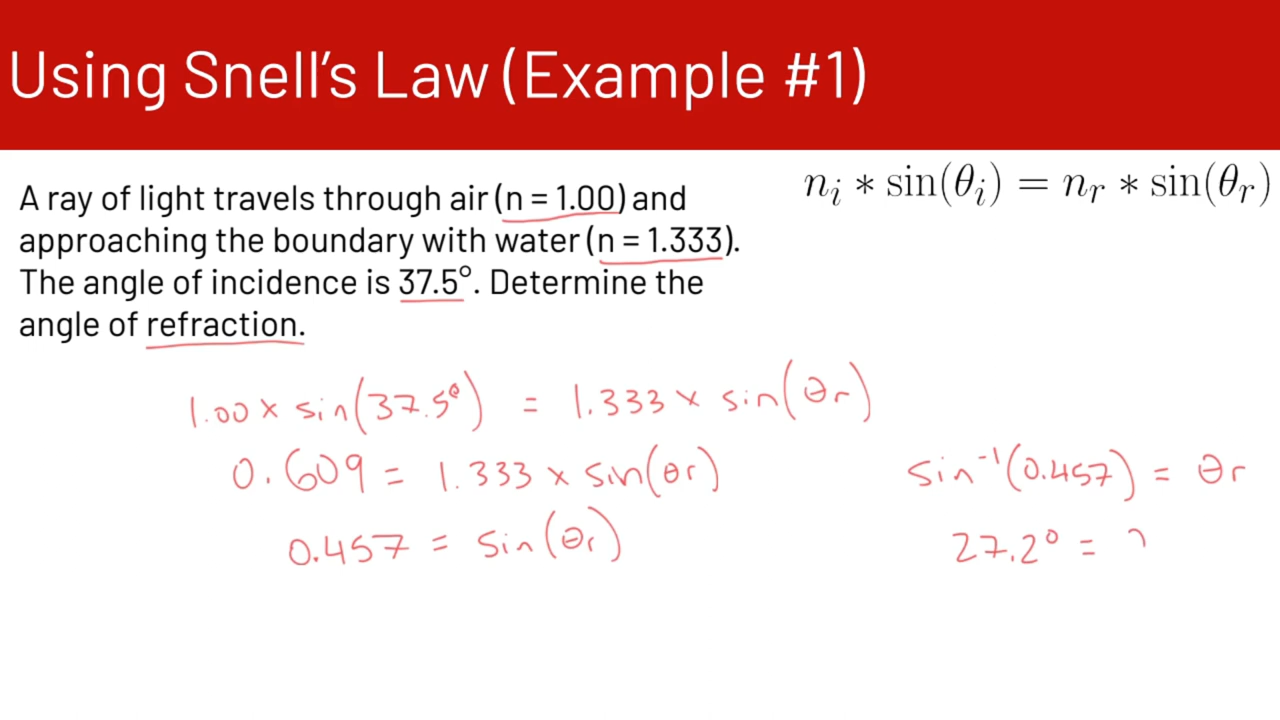 Using Snell's Law (Example #1)
n_i * sin(θ_i) = n_r * sin(θ_r)
A ray of light travels through air (n = 1.00) and
approaching the boundary with water (n = 1.333).
The angle of incidence is 37.5°. Determine the
angle of refraction.
1.00 × sin(37.5°) = 1.333 × sin(θr)
0.609 = 1.333 × sin(θr)
0.457 = sin(θr)
sin⁻¹(0.457) = θr
27.2° =